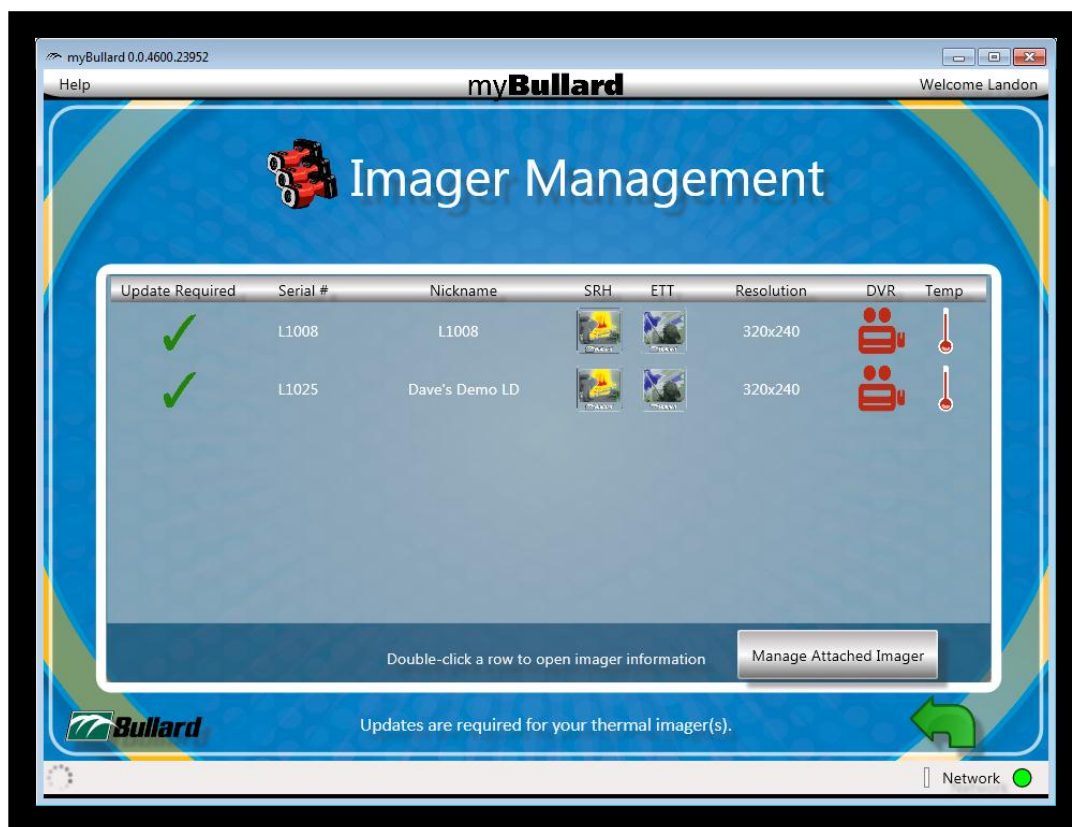 myBullard 0.0.4600.23952
Help myBullard Welcome Landon
Imager Management
Update Required Serial # Nickname SRH ETT Resolution DVR Temp
L1008 L1008 320x240
L1025 Dave's Demo LD 320x240
Double-click a row to open imager information Manage Attached Imager
Bullard Updates are required for your thermal imager(s).
Network